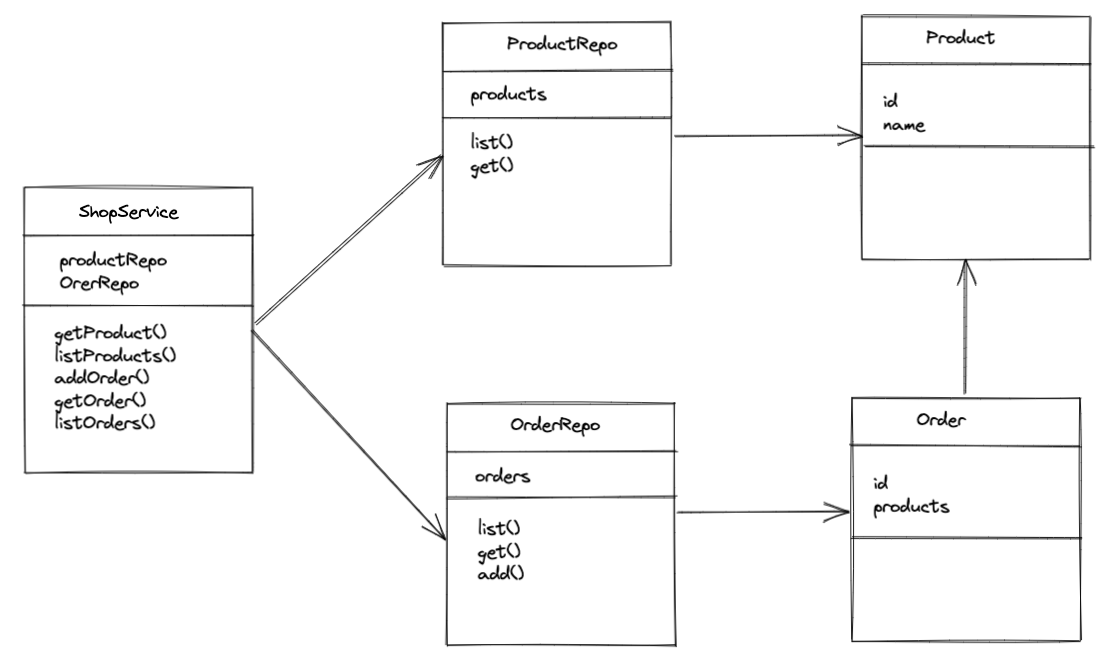 ShopService
productRepo
OrerRepo
getProduct()
listProducts()
addOrder()
getOrder()
listOrders()
ProductRepo
products
list()
get()
Product
id
name
OrderRepo
orders
list()
get()
add()
Order
id
products